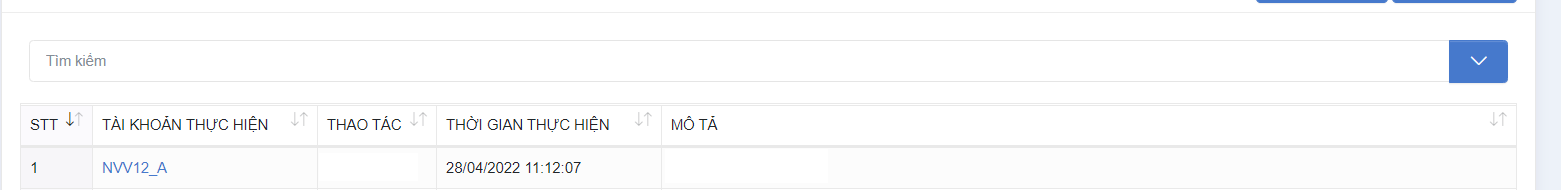 Tìm kiếm
STT TÀI KHOẢN THỰC HIỆN THAO TÁC THỜI GIAN THỰC HIỆN MÔ TẢ
1 NVV12_A 28/04/2022 11:12:07